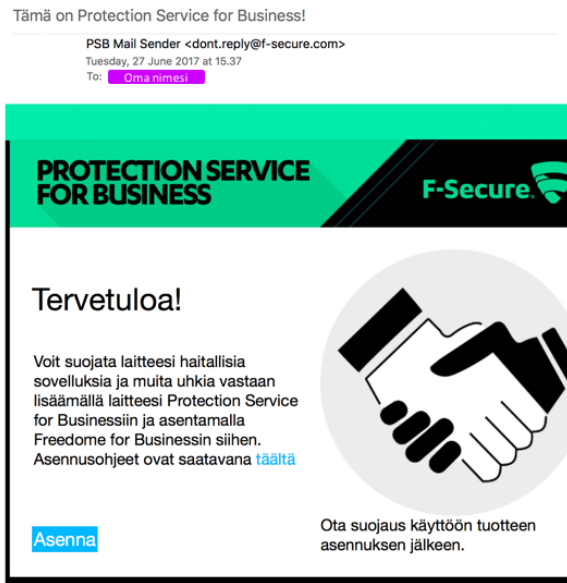 Tämä on Protection Service for Business!
PSB Mail Sender <dont.reply@f-secure.com>
Tuesday, 27 June 2017 at 15.37
To: Oma nimesi
PROTECTION SERVICE
FOR BUSINESS
F-Secure.
Tervetuloa!
Voit suojata laitteesi haitallisia
sovelluksia ja muita uhkia vastaan
lisäämällä laitteesi Protection Service
for Businessiin ja asentamalla
Freedome for Businessin siihen.
Asennusohjeet ovat saatavana täältä
Asenna
Ota suojaus käyttöön tuotteen
asennuksen jälkeen.